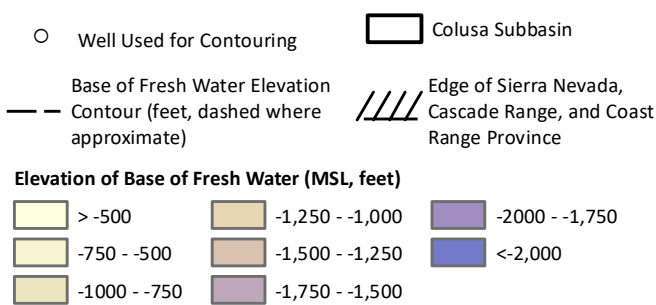 Well Used for Contouring
Colusa Subbasin
Base of Fresh Water Elevation
Contour (feet, dashed where
approximate)
Edge of Sierra Nevada,
Cascade Range, and Coast
Range Province
Elevation of Base of Fresh Water (MSL, feet)
> -500
-750 - -500
-1000 - -750
-1,250 - -1,000
-1,500 - -1,250
-1,750 - -1,500
-2000 - -1,750
<-2,000